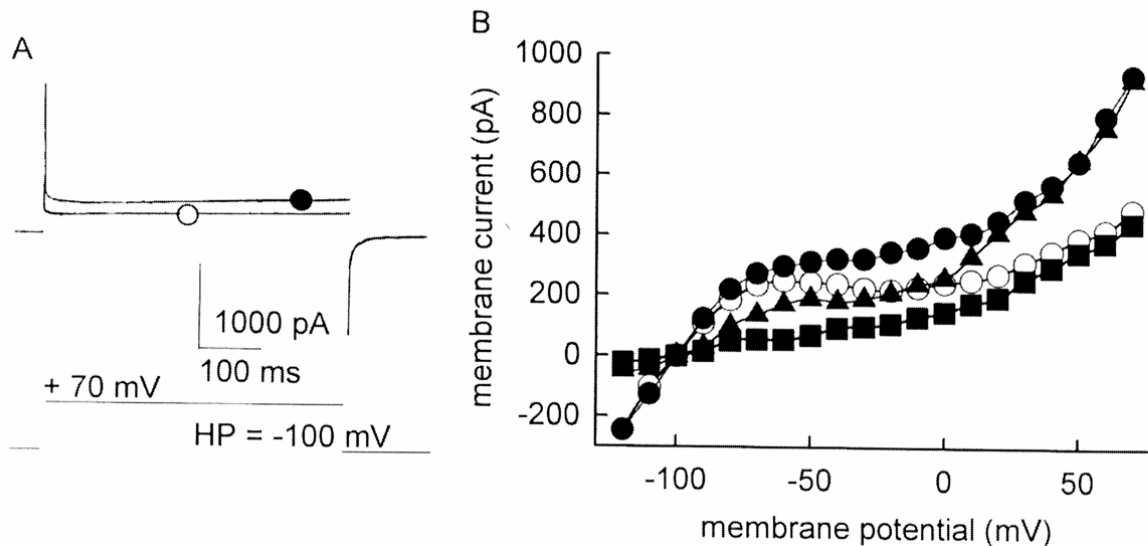 A
1000 pA
100 ms
+ 70 mV
HP = -100 mV
B
membrane current (pA)
1000
800
600
400
200
0
-200
-100
-50
0
50
membrane potential (mV)